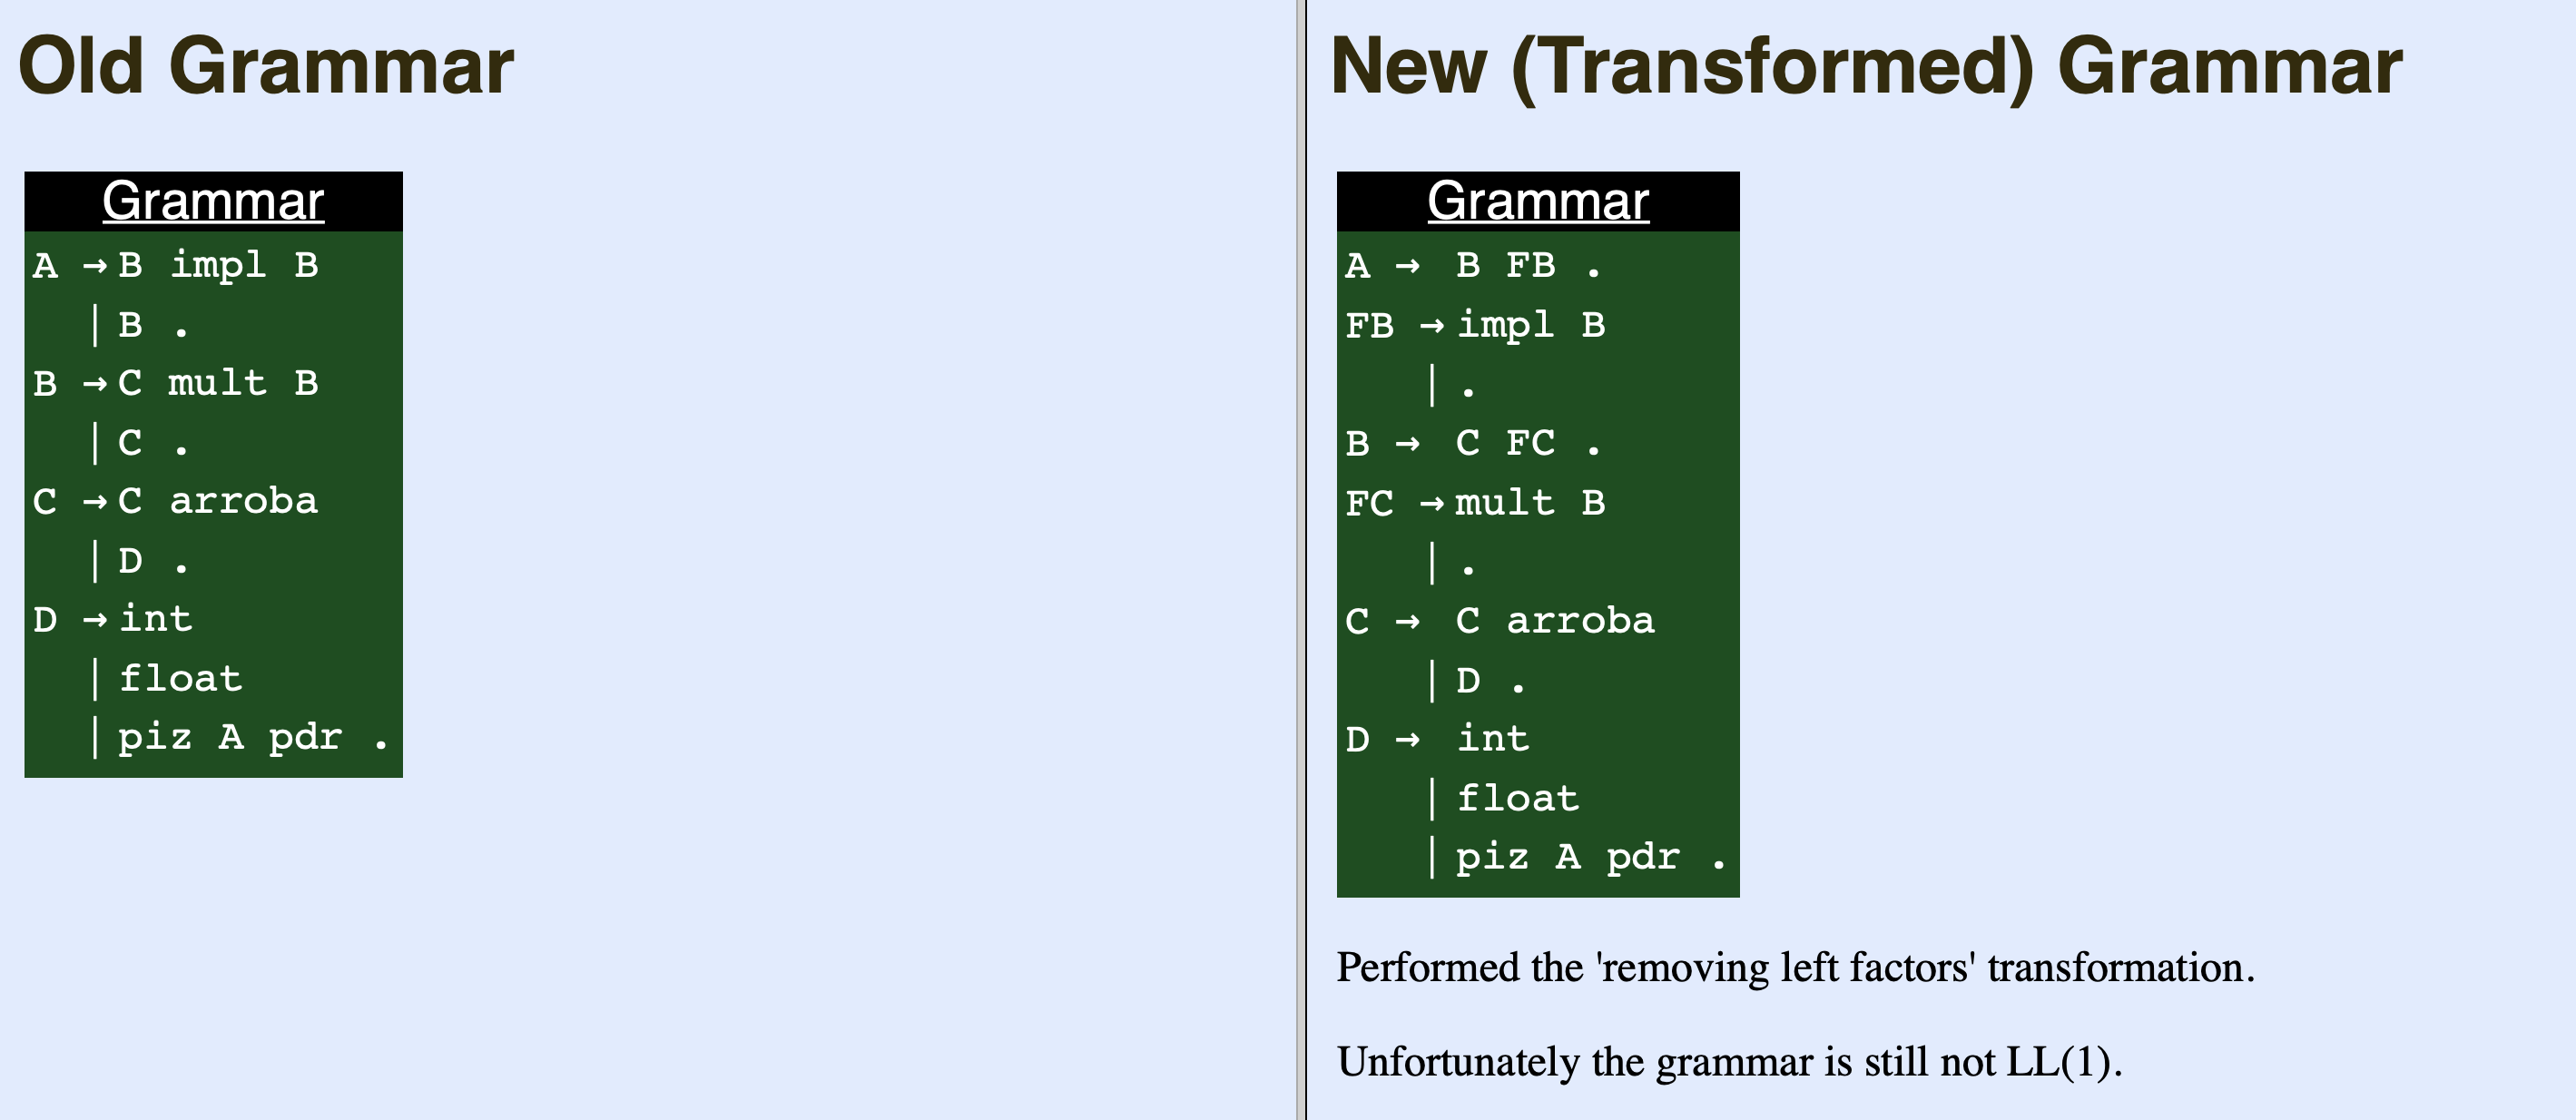 Old Grammar
Grammar
A → B impl B
| B .
B → C mult B
| C .
C → C arroba
| D .
D → int
| float
| piz A pdr .
New (Transformed) Grammar
Grammar
A → B FB .
FB → impl B
| .
B → C FC .
FC → mult B
| .
C → C arroba
| D .
D → int
| float
| piz A pdr .
Performed the 'removing left factors' transformation.
Unfortunately the grammar is still not LL(1).